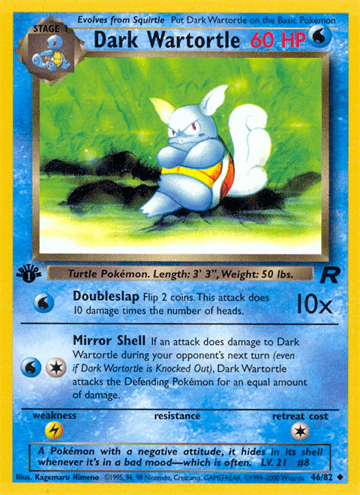 Evolves from Squirtle Put Dark Wartortle on the Basic Pokémon
STAGE 1
Dark Wartortle 60 HP
EDITION
1
Turtle Pokémon. Length: 3' 3", Weight: 50 lbs.
R
Doubleslap Flip 2 coins. This attack does
10 damage times the number of heads.
10x
Mirror Shell If an attack does damage to Dark
Wartortle during your opponent's next turn (even
if Dark Wartortle is Knocked Out), Dark Wartortle
attacks the Defending Pokémon for an equal amount
of damage.
weakness resistance retreat cost
A Pokémon with a negative attitude, it hides in its shell
whenever it's in a bad mood—which is often. LV. 21 #8
Illus. Kagemaru Himeno ©1995, 96, 98 Nintendo, Creatures, GAMEFREAK. ©1999-2000 Wizards. 46/82